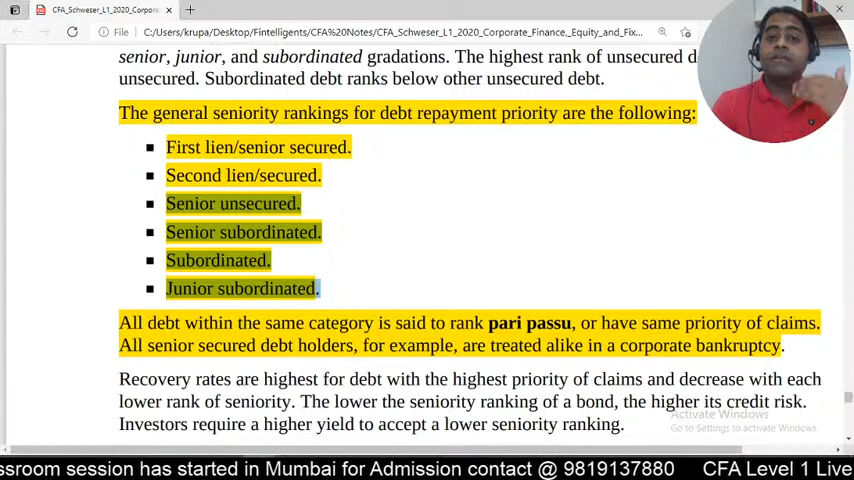 CFA_Schweser_L1_2020_Corpora
File
C:/Users/krupa/Desktop/Fintelligents/CFA%20Notes/CFA_Schweser_L1_2020_Corporate_Finance_Equity_and_Fix...
senior, junior, and subordinated gradations. The highest rank of unsecured d
unsecured. Subordinated debt ranks below other unsecured debt.
The general seniority rankings for debt repayment priority are the following:
First lien/senior secured.
Second lien/secured.
Senior unsecured.
Senior subordinated.
Subordinated.
Junior subordinated.
All debt within the same category is said to rank pari passu, or have same priority of claims.
All senior secured debt holders, for example, are treated alike in a corporate bankruptcy.
Recovery rates are highest for debt with the highest priority of claims and decrease with each
lower rank of seniority. The lower the seniority ranking of a bond, the higher its credit risk.
Investors require a higher yield to accept a lower seniority ranking.
Activate Windows
Go to Settings to activate Windows.
ssroom session has started in Mumbai for Admission contact @ 9819137880 CFA Level 1 Live